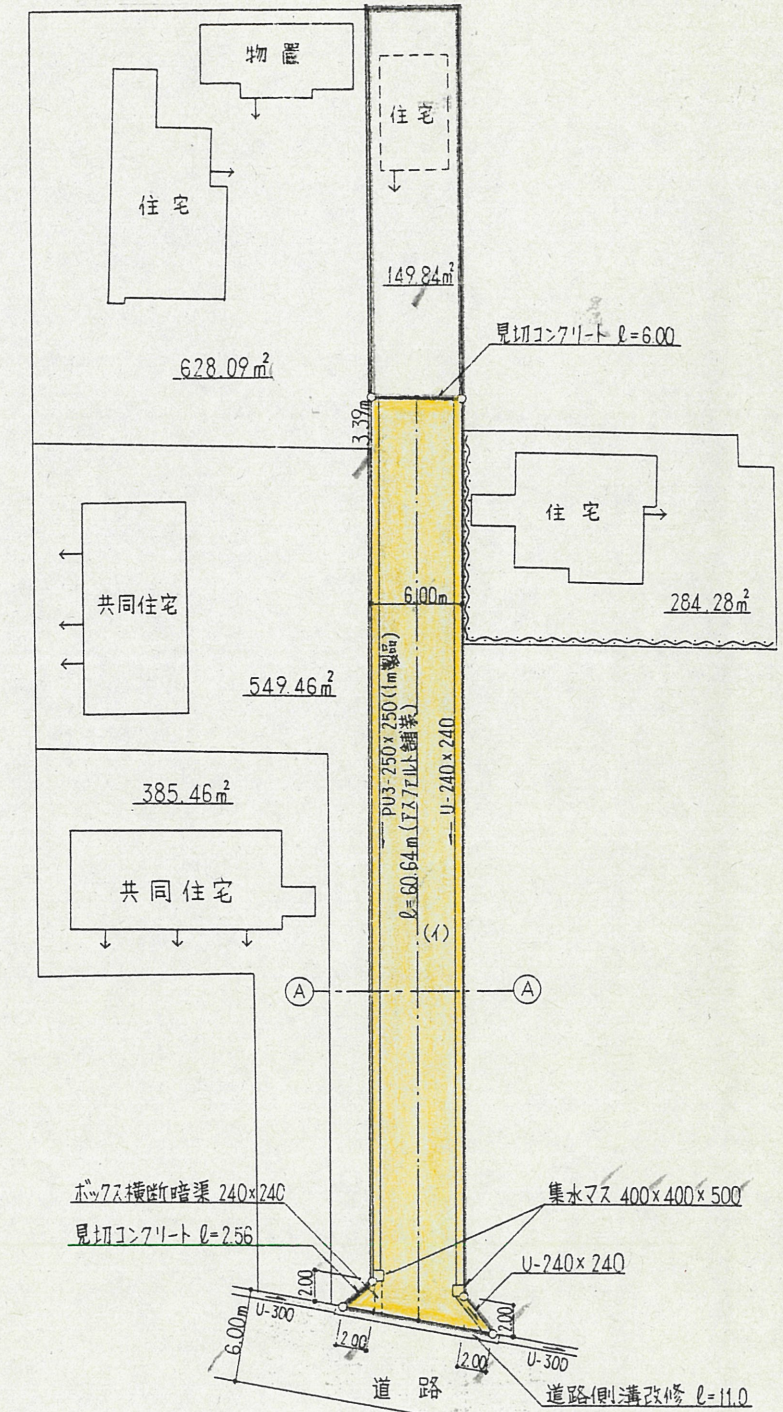 物置
住宅
住宅
149.84㎡
見切コンクリート ℓ=6.00
628.09㎡
3.39m
住宅
284.28㎡
6.00m
共同住宅
549.46㎡
PU3-250×250(1m製品)
ℓ=60.64m(アスファルト舗装)
U-240×240
385.46㎡
共同住宅
(イ)
A
A
ボックス横断暗渠 240×240
見切コンクリート ℓ=2.56
集水マス 400×400×500
U-240×240
2.00
2.00
U-300
6.00m
2.00
2.00
U-300
道路
道路側溝改修 ℓ=11.0